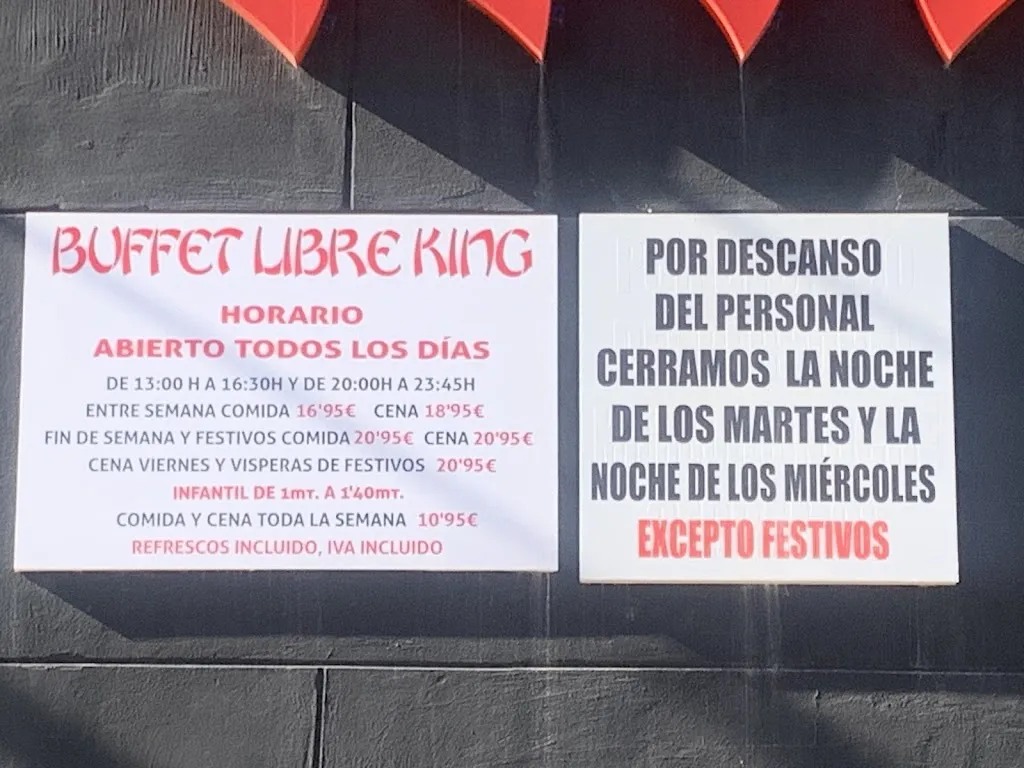 BUFFET LIBRE KING
HORARIO
ABIERTO TODOS LOS DÍAS
DE 13:00 H A 16:30H Y DE 20:00H A 23:45H
ENTRE SEMANA COMIDA 16'95€ CENA 18'95€
FIN DE SEMANA Y FESTIVOS COMIDA 20'95€ CENA 20'95€
CENA VIERNES Y VISPERAS DE FESTIVOS 20'95€
INFANTIL DE 1MT. A 1'40MT.
COMIDA Y CENA TODA LA SEMANA 10'95€
REFRESCOS INCLUIDO, IVA INCLUIDO
POR DESCANSO
DEL PERSONAL
CERRAMOS LA NOCHE
DE LOS MARTES Y LA
NOCHE DE LOS MIÉRCOLES
EXCEPTO FESTIVOS